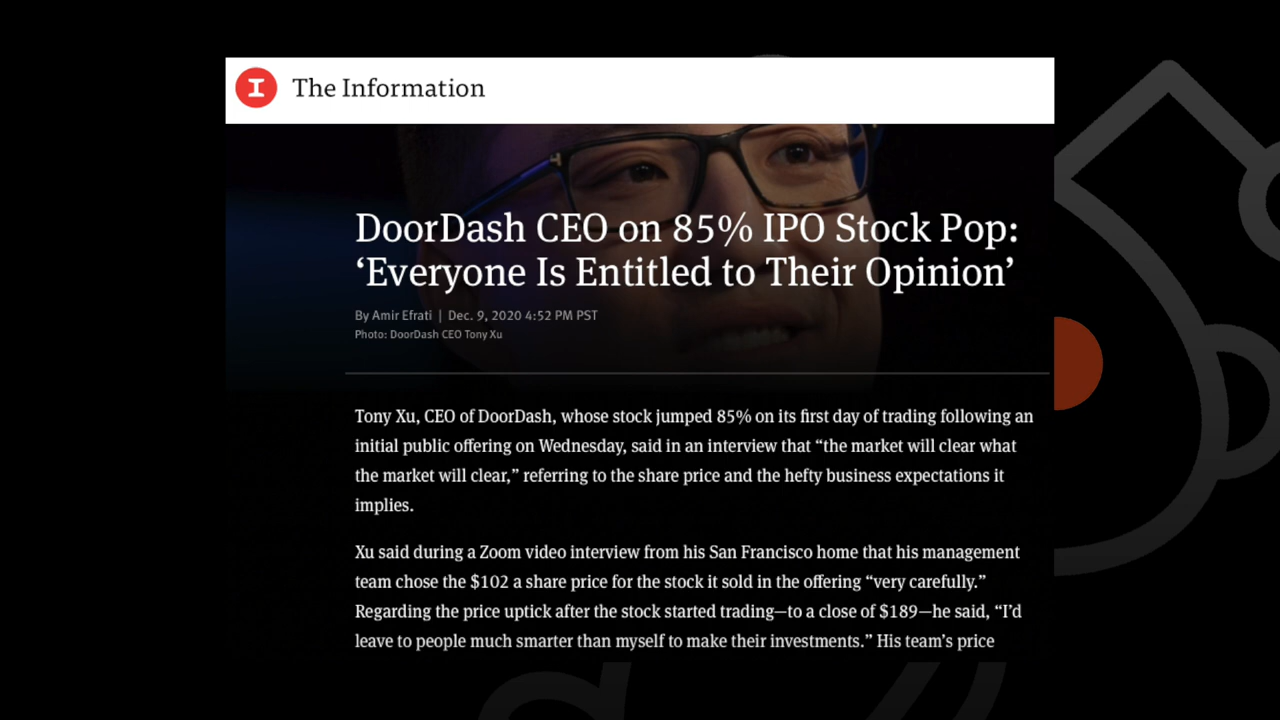 I
The Information
DoorDash CEO on 85% IPO Stock Pop:
‘Everyone Is Entitled to Their Opinion’
By Amir Efrati | Dec. 9, 2020 4:52 PM PST
Photo: DoorDash CEO Tony Xu
Tony Xu, CEO of DoorDash, whose stock jumped 85% on its first day of trading following an
initial public offering on Wednesday, said in an interview that “the market will clear what
the market will clear,” referring to the share price and the hefty business expectations it
implies.
Xu said during a Zoom video interview from his San Francisco home that his management
team chose the $102 a share price for the stock it sold in the offering “very carefully.”
Regarding the price uptick after the stock started trading—to a close of $189—he said, “I’d
leave to people much smarter than myself to make their investments.” His team’s price